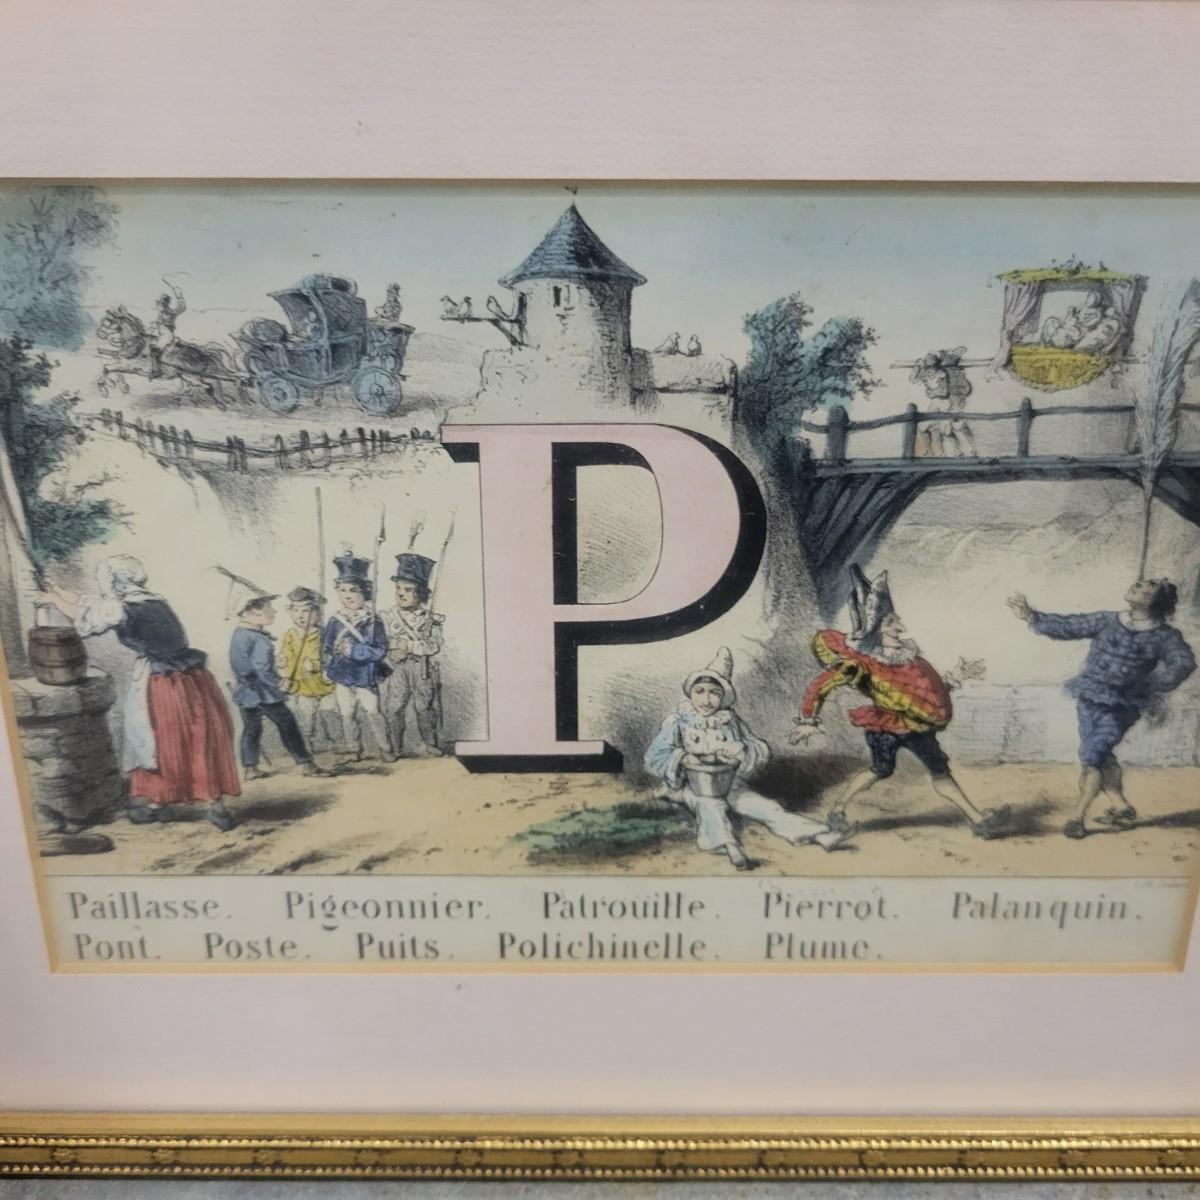 P
Paillasse. Pigeonnier. Patrouille. Pierrot. Palanquin.
Pont. Poste. Puits. Polichinelle. Plume.